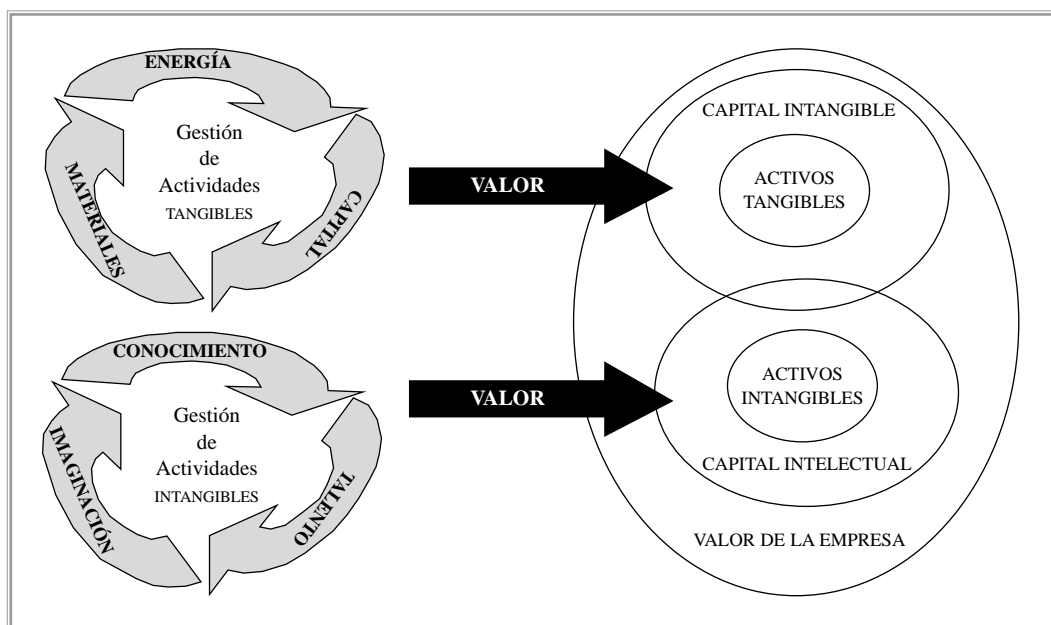 ENERGÍA
Gestión
de
Actividades
TANGIBLES
MATERIALES
CAPITAL
VALOR
CAPITAL INTANGIBLE
ACTIVOS
TANGIBLES
CONOCIMIENTO
Gestión
de
Actividades
INTANGIBLES
IMAGINACIÓN
TALENTO
VALOR
ACTIVOS
INTANGIBLES
CAPITAL INTELECTUAL
VALOR DE LA EMPRESA